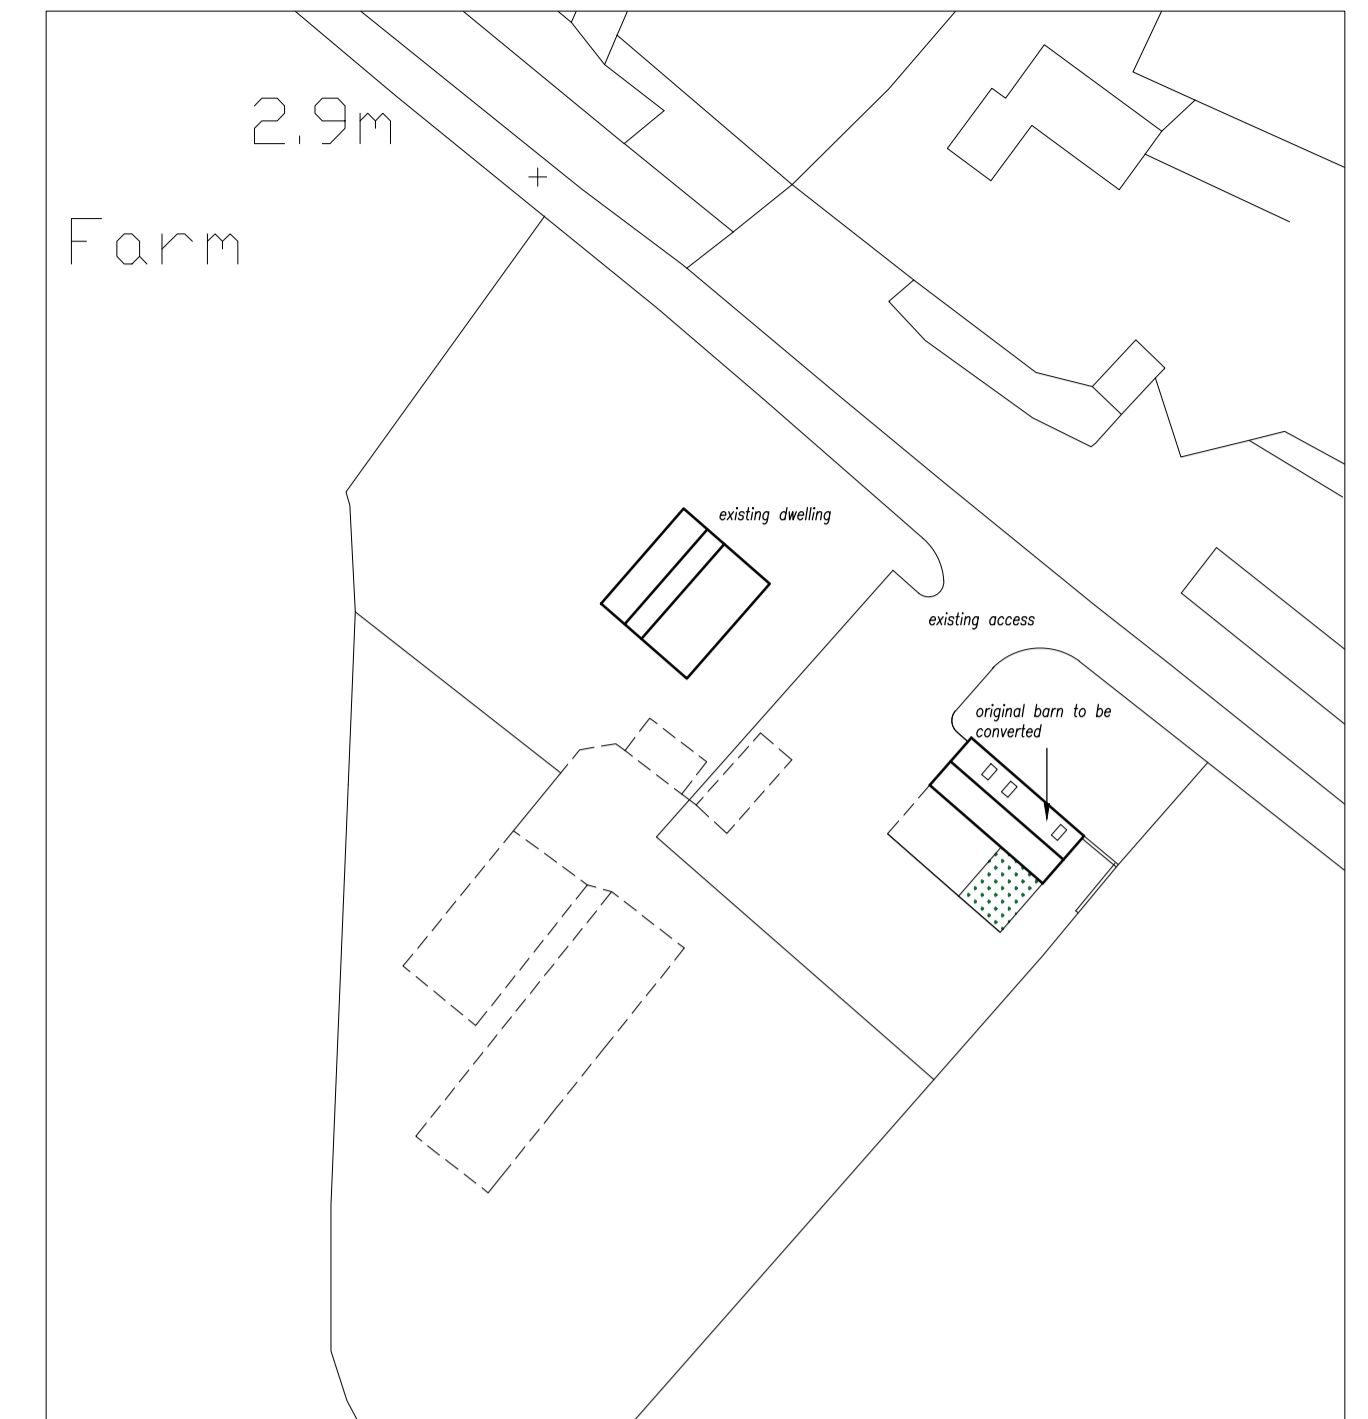 2.9m
Farm
existing dwelling
existing access
original barn to be
converted